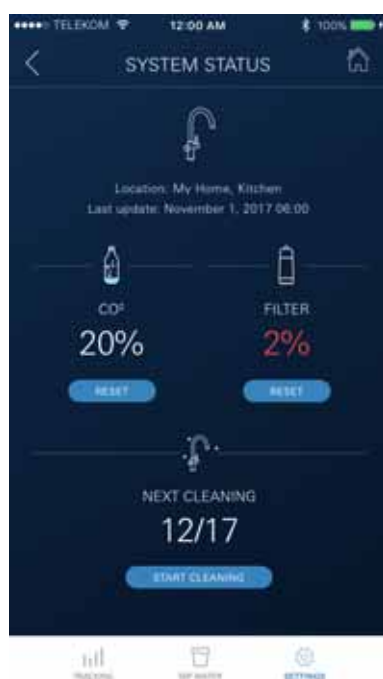 TELEKOM 12:00 AM 100%
SYSTEM STATUS
Location: My Home, Kitchen
Last update: November 1, 2017 06:00
CO² FILTER
20% 2%
RESET RESET
NEXT CLEANING
12/17
START CLEANING
TRACKING TAP WATER SETTINGS